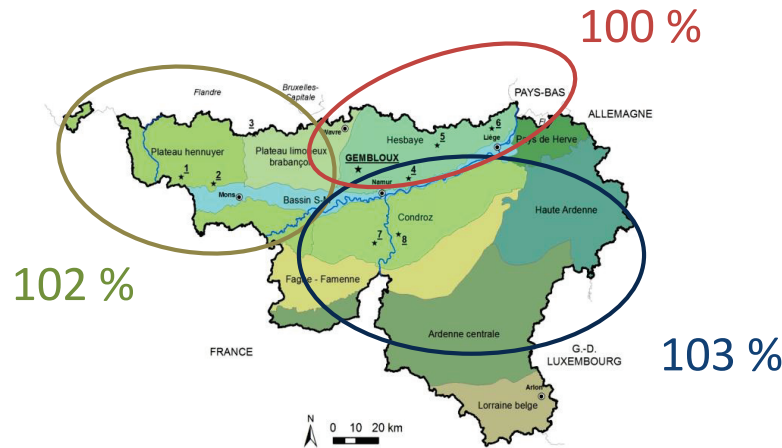 100 %
Flandre
Bruxelles-
Capitale
PAYS-BAS
ALLEMAGNE
3
Wavre
5
6
Liège
Pays de Herve
Hesbaye
Plateau hennuyer
Plateau limoneux
brabançon
GEMBLOUX
1
2
4
Namur
Mons
Bassin S-M
Condroz
Haute Ardenne
7
8
102 %
Fagne - Famenne
Ardenne centrale
FRANCE
G.-D.
LUXEMBOURG
103 %
Arlon
Lorraine belge
N
0 10 20 km